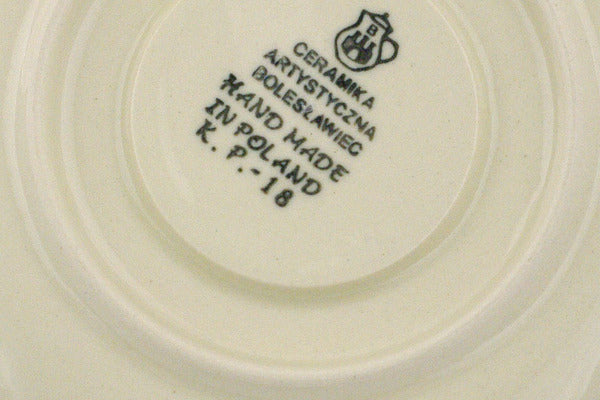 B
CERAMIKA
ARTYSTYCZNA
BOLESŁAWIEC
HAND MADE
IN POLAND
K. P.-18